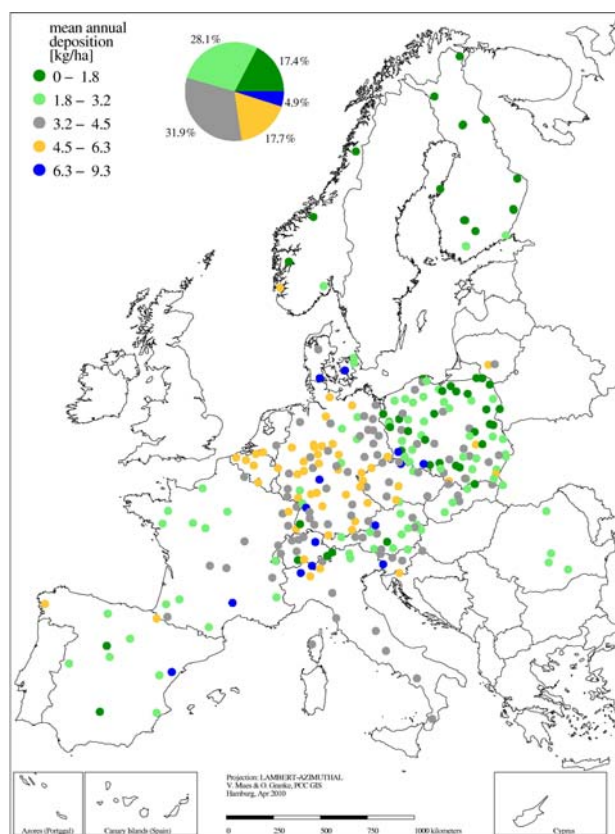 mean annual
deposition
[kg/ha]
0 – 1.8
1.8 – 3.2
3.2 – 4.5
4.5 – 6.3
6.3 – 9.3
28.1%
17.4%
4.9%
17.7%
31.9%
Projection: LAMBERT-AZIMUTHAL
V. Mues & O. Granke, PCC GIS
Hamburg, Apr 2010
0 250 500 750 1000 kilometers
Azores (Portugal)
Canary Islands (Spain)
Cyprus